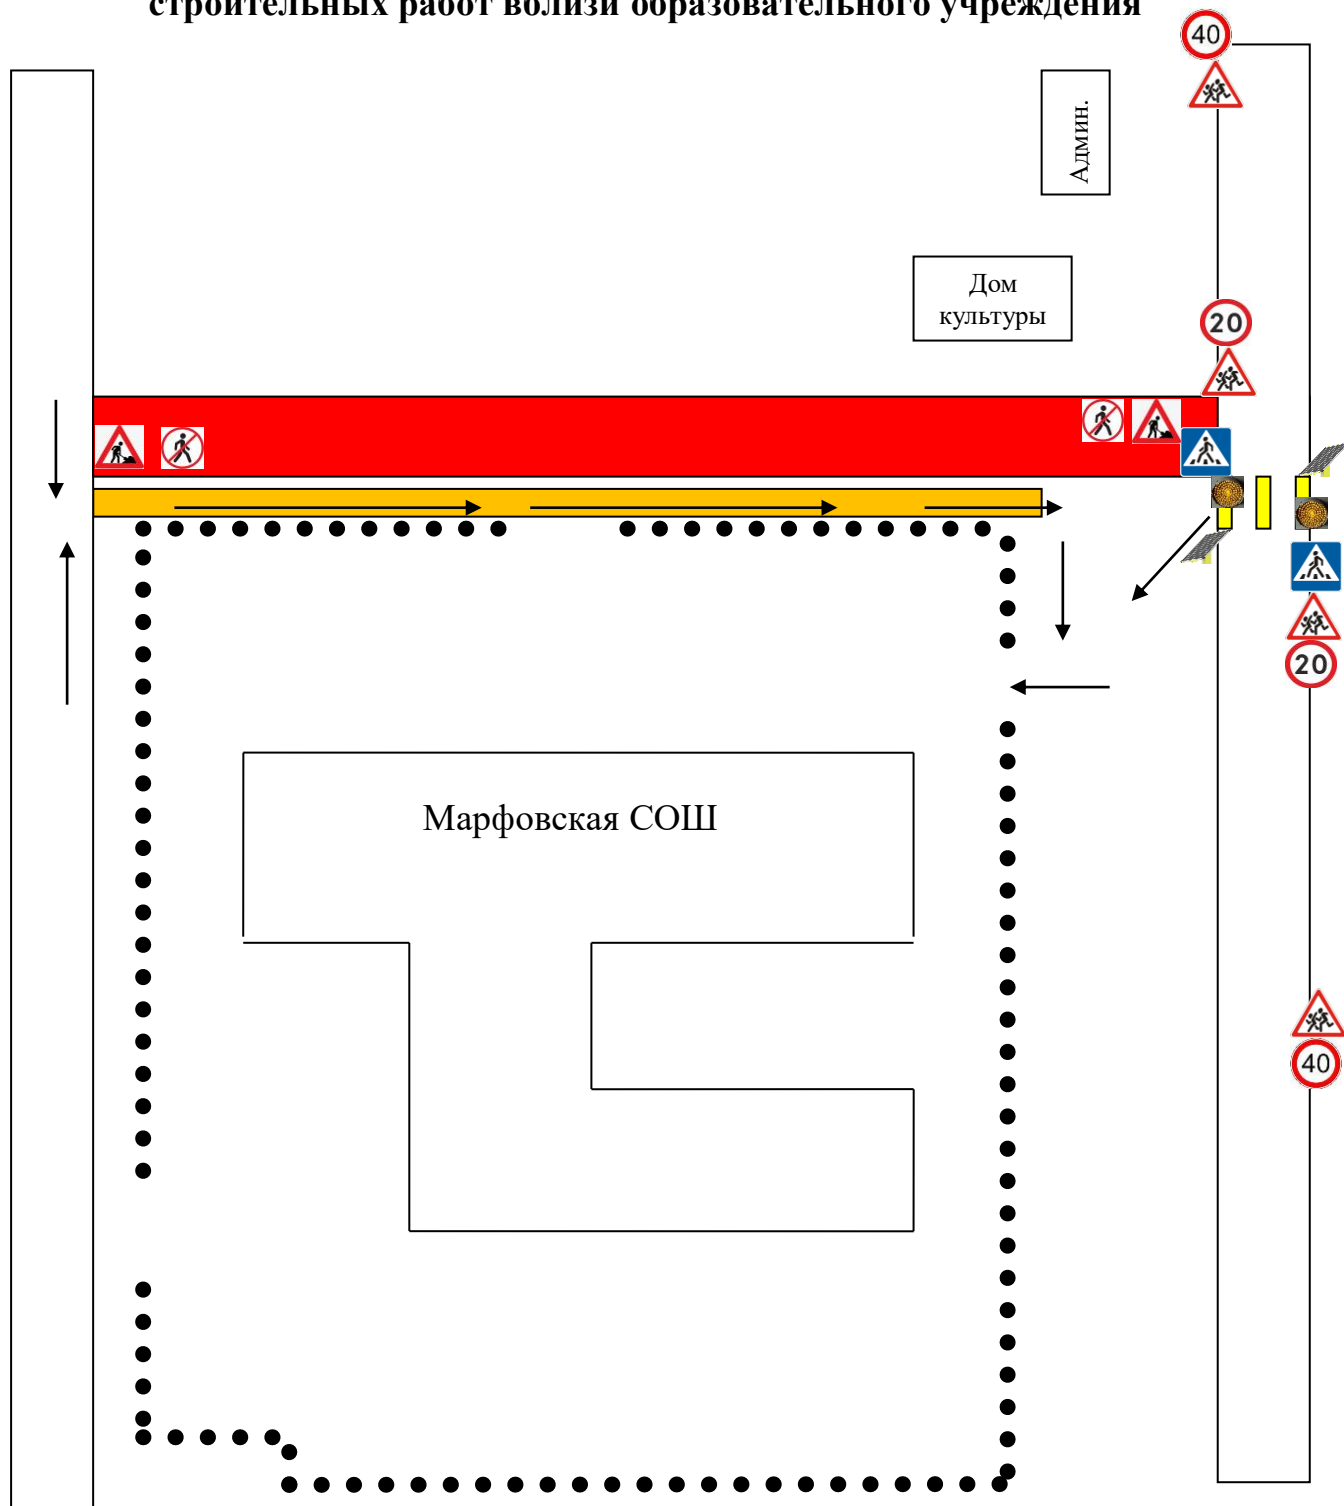 строительных работ вблизи образовательного учреждения
40
Админ.
Дом
культуры
20
20
Марфовская СОШ
40